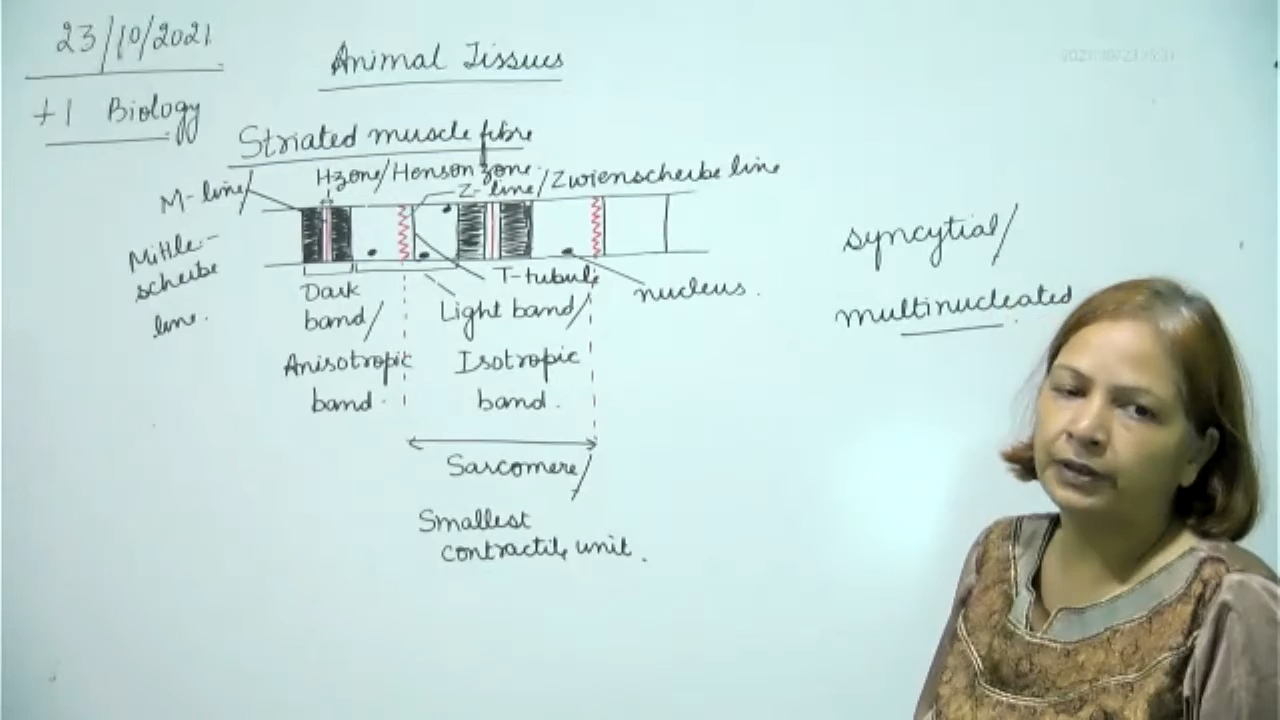 23/10/2021
+1 Biology
Animal Tissues
Striated muscle fibre
H zone/Henson zone.
M-line/
Z-line/Zwienscheibe line
Mittle-
scheibe
line.
T-tubule
nucleus.
Dark
band/
Anisotropic
band.
Light band/
Isotropic
band.
Sarcomere/
Smallest
contractile unit.
syncytial/
multinucleated.